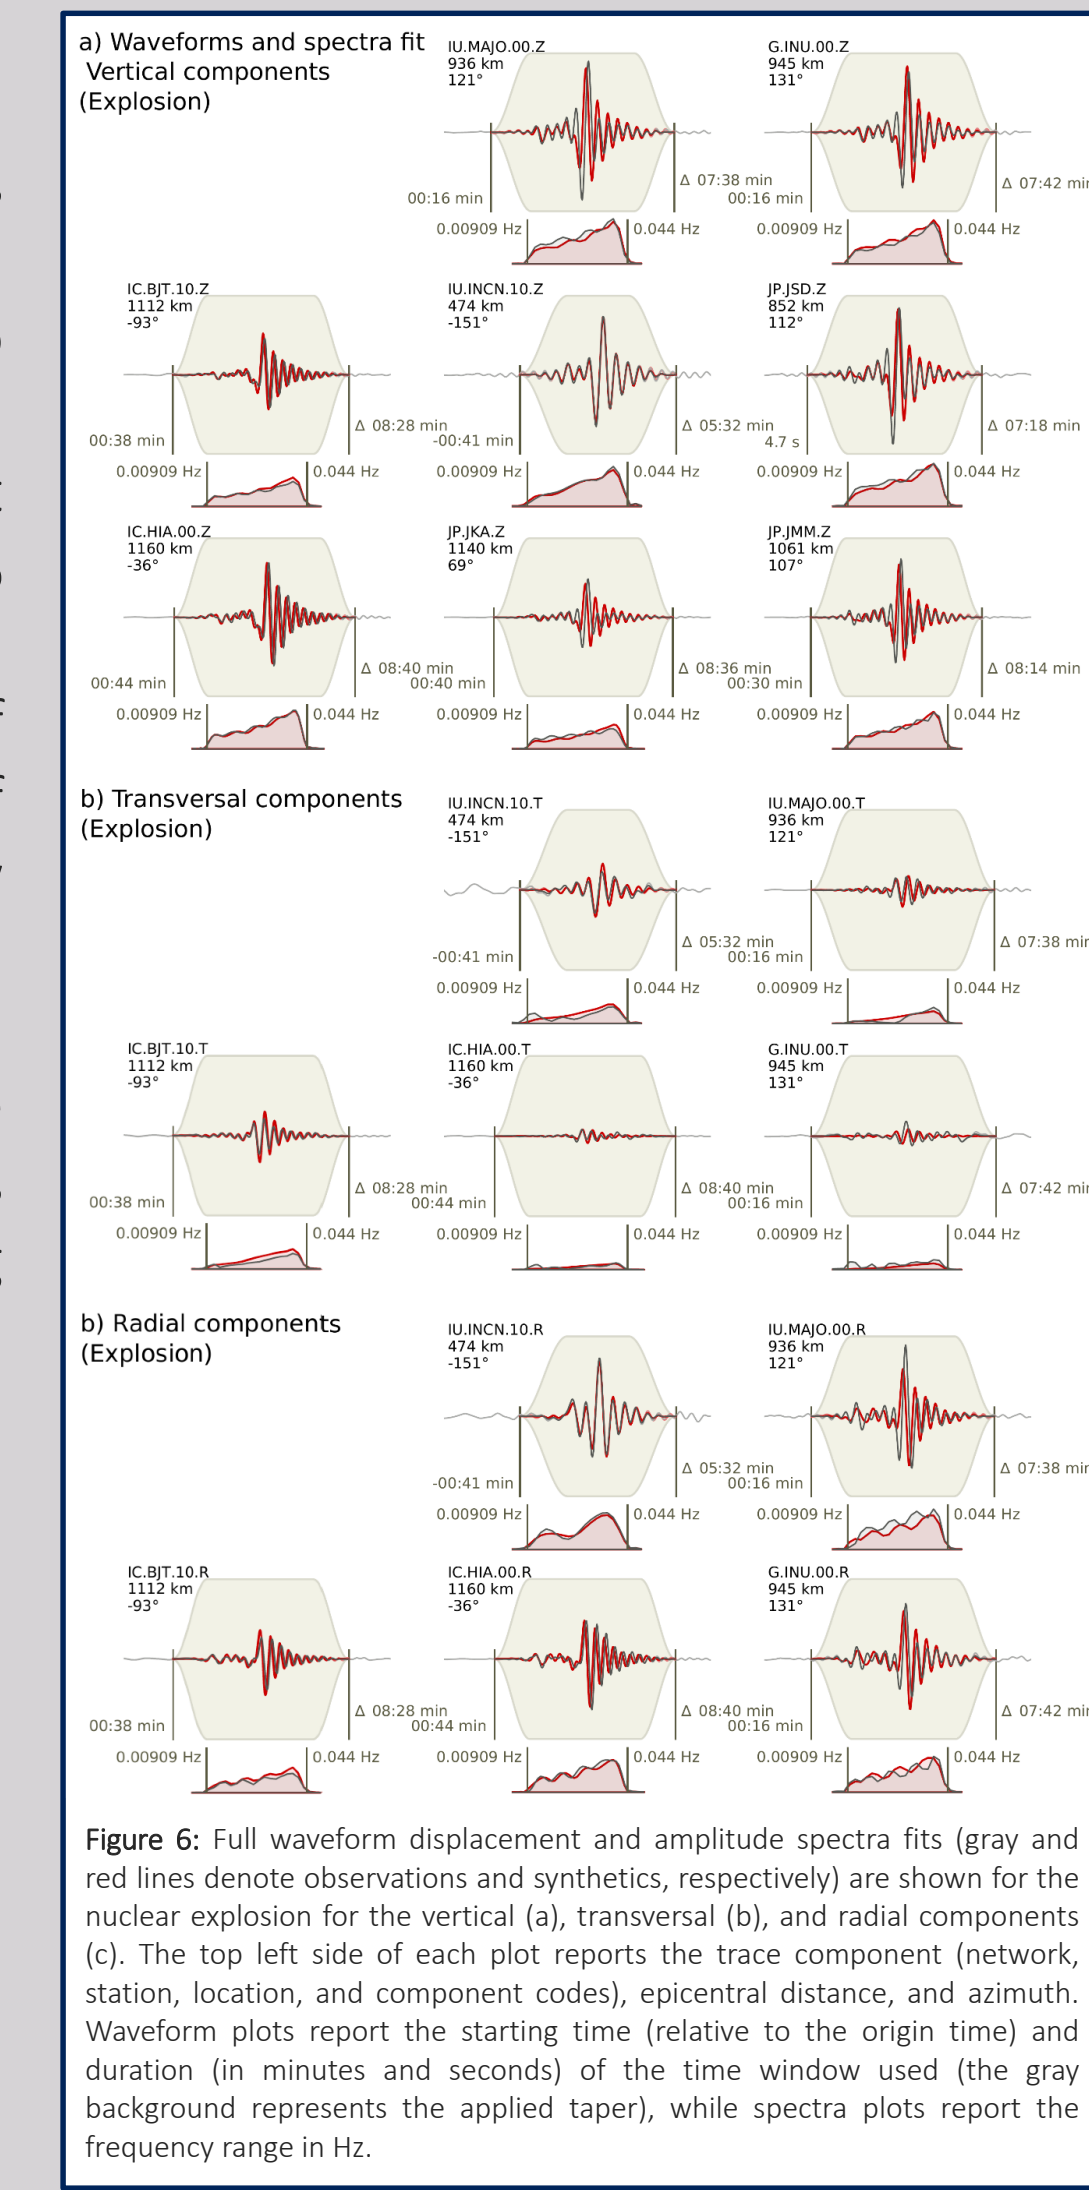 a) Waveforms and spectra fit
Vertical components
(Explosion)
IU.MAJO.00.Z
936 km
121°
00:16 min
Δ 07:38 min
0.00909 Hz
0.044 Hz
G.INU.00.Z
945 km
131°
00:16 min
Δ 07:42 min
0.00909 Hz
0.044 Hz
IC.BJT.10.Z
1112 km
-93°
00:38 min
Δ 08:28 min
0.00909 Hz
0.044 Hz
IU.INCN.10.Z
474 km
-151°
-00:41 min
Δ 05:32 min
0.00909 Hz
0.044 Hz
JP.JSD.Z
852 km
112°
4.7 s
Δ 07:18 min
0.00909 Hz
0.044 Hz
IC.HIA.00.Z
1160 km
-36°
00:44 min
Δ 08:40 min
0.00909 Hz
0.044 Hz
JP.JKA.Z
1140 km
69°
00:40 min
Δ 08:36 min
0.00909 Hz
0.044 Hz
JP.JMM.Z
1061 km
107°
00:30 min
Δ 08:14 min
0.00909 Hz
0.044 Hz
b) Transversal components
(Explosion)
IU.INCN.10.T
474 km
-151°
-00:41 min
Δ 05:32 min
0.00909 Hz
0.044 Hz
IU.MAJO.00.T
936 km
121°
00:16 min
Δ 07:38 min
0.00909 Hz
0.044 Hz
IC.BJT.10.T
1112 km
-93°
00:38 min
Δ 08:28 min
0.00909 Hz
0.044 Hz
IC.HIA.00.T
1160 km
-36°
00:44 min
Δ 08:40 min
0.00909 Hz
0.044 Hz
G.INU.00.T
945 km
131°
00:16 min
Δ 07:42 min
0.00909 Hz
0.044 Hz
b) Radial components
(Explosion)
IU.INCN.10.R
474 km
-151°
-00:41 min
Δ 05:32 min
0.00909 Hz
0.044 Hz
IU.MAJO.00.R
936 km
121°
00:16 min
Δ 07:38 min
0.00909 Hz
0.044 Hz
IC.BJT.10.R
1112 km
-93°
00:38 min
Δ 08:28 min
0.00909 Hz
0.044 Hz
IC.HIA.00.R
1160 km
-36°
00:44 min
Δ 08:40 min
0.00909 Hz
0.044 Hz
G.INU.00.R
945 km
131°
00:16 min
Δ 07:42 min
0.00909 Hz
0.044 Hz
Figure 6: Full waveform displacement and amplitude spectra fits (gray and
red lines denote observations and synthetics, respectively) are shown for the
nuclear explosion for the vertical (a), transversal (b), and radial components
(c). The top left side of each plot reports the trace component (network,
station, location, and component codes), epicentral distance, and azimuth.
Waveform plots report the starting time (relative to the origin time) and
duration (in minutes and seconds) of the time window used (the gray
background represents the applied taper), while spectra plots report the
frequency range in Hz.